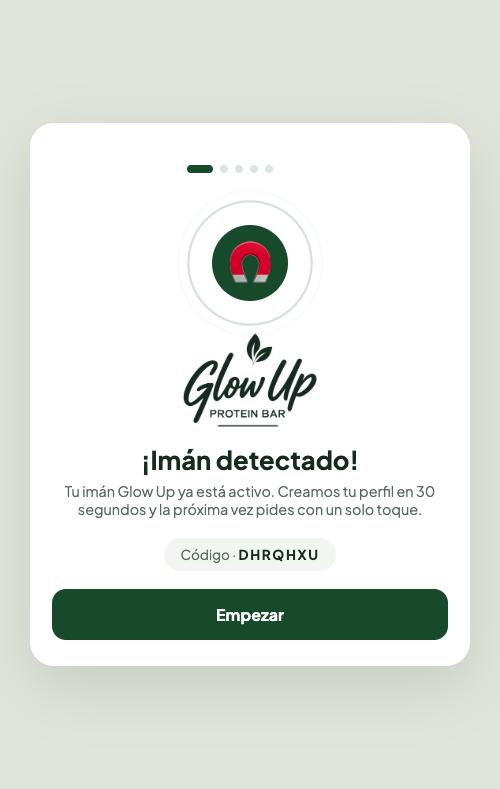 Glow Up
PROTEIN BAR
¡Imán detectado!
Tu imán Glow Up ya está activo. Creamos tu perfil en 30
segundos y la próxima vez pides con un solo toque.
Código · DHRQHXU
Empezar